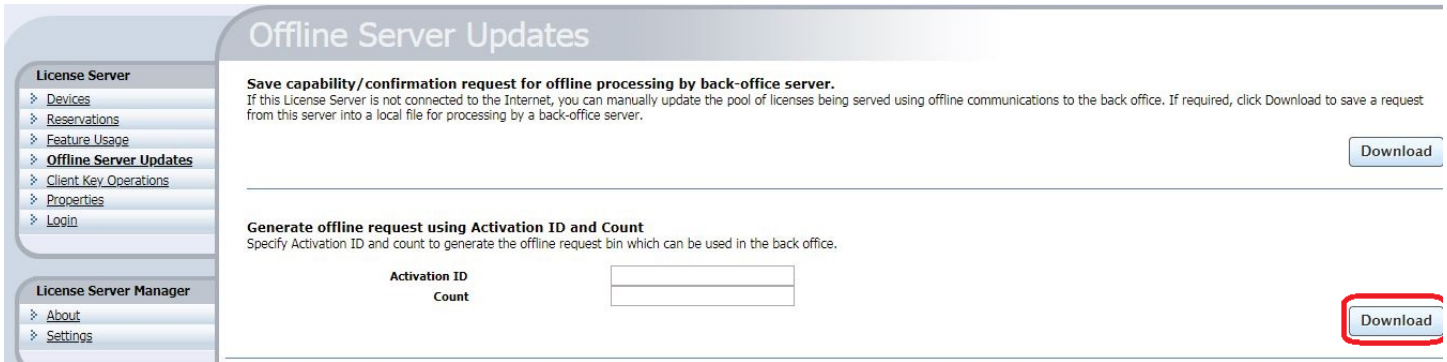 Offline Server Updates
License Server
Devices
Reservations
Feature Usage
Offline Server Updates
Client Key Operations
Properties
Login
License Server Manager
About
Settings
Save capability/confirmation request for offline processing by back-office server.
If this License Server is not connected to the Internet, you can manually update the pool of licenses being served using offline communications to the back office. If required, click Download to save a request
from this server into a local file for processing by a back-office server.
Download
Generate offline request using Activation ID and Count
Specify Activation ID and count to generate the offline request bin which can be used in the back office.
Activation ID
Count
Download